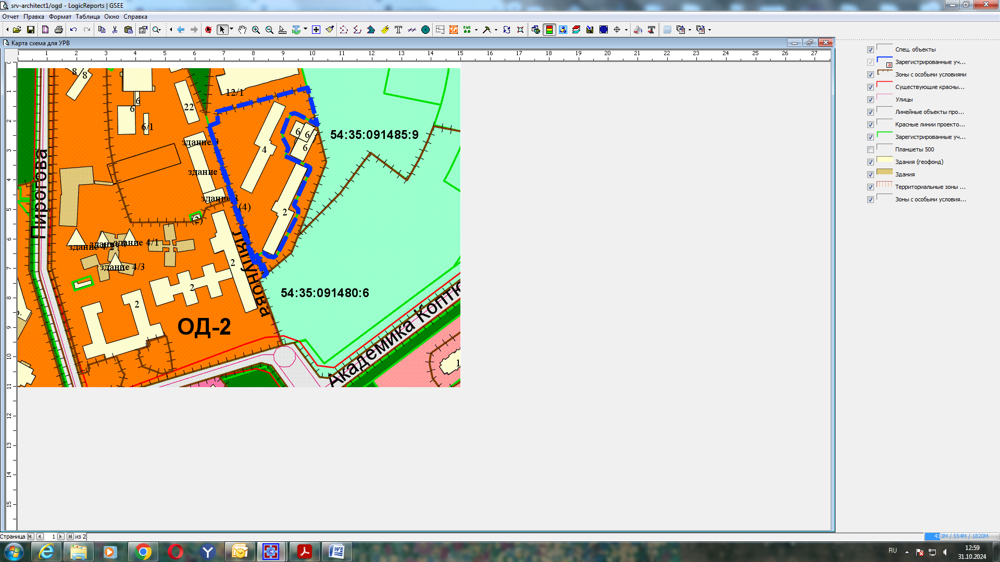 srv-architect1/ogd - LogicReports | GSEE
Отчет Правка Формат Таблица Окно Справка
Карта схема для УРВ
0 1 2 3 4 5 6 7 8 9 10 11 12 13 14 15 16 17 18 19 20 21 22 23 24 25 26 27
0 1 2 3 4 5 6 7 8 9 10 11 12 13 14 15
8
8
12/1
6
6
22
6/1
здание 3
4
6
6
6
54:35:091485:9
здание
здание 3
(4)
(2)
2
Пирогова
здание 4/2
здание 4
здание 4/1
здание 4/3
2
2
2
Ляпунова
54:35:091480:6
ОД-2
Академика Коптю
1
Спец. объекты
Зарегистрированные уч...
Зоны с особыми условиями
Существующие красны...
Улицы
Линейные объекты про...
Красные линии проекто...
Зарегистрированные уч...
Планшеты 500
Здания (геофонд)
Здания
Территориальные зоны ...
Зоны с особыми условия...
Страница 1 из 2
413M / 554M / 1820M
RU
12:59
31.10.2024